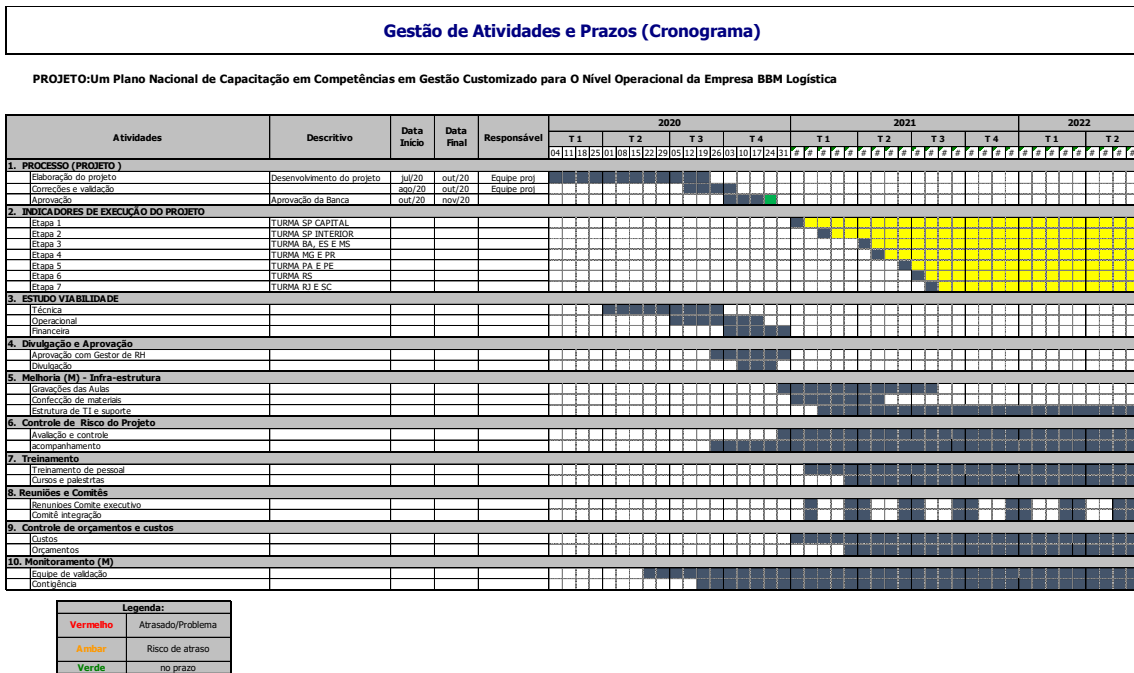 Gestão de Atividades e Prazos (Cronograma)
PROJETO:Um Plano Nacional de Capacitação em Competências em Gestão Customizado para O Nível Operacional da Empresa BBM Logística
Atividades Descritivo Data Início Data Final Responsável 2020 2021 2022
T 1 T 2 T 3 T 4 T 1 T 2 T 3 T 4 T 1 T 2
04 11 18 25 01 08 15 22 29 05 12 19 26 03 10 17 24 31 # # # # # # # # # # # # # # # # # # # # # # # # # #
1. PROCESSO (PROJETO )
Elaboração do projeto Desenvolvimento do projeto jul/20 out/20 Equipe proj
Correções e validação ago/20 out/20 Equipe proj
Aprovação Aprovação da Banca out/20 nov/20
2. INDICADORES DE EXECUÇÃO DO PROJETO
Etapa 1 TURMA SP CAPITAL
Etapa 2 TURMA SP INTERIOR
Etapa 3 TURMA BA, ES E MS
Etapa 4 TURMA MG E PR
Etapa 5 TURMA PA E PE
Etapa 6 TURMA RS
Etapa 7 TURMA RJ E SC
3. ESTUDO VIABILIDADE
Técnica
Operacional
Financeira
4. Divulgação e Aprovação
Aprovação com Gestor de RH
Divulgação
5. Melhoria (M) - Infra-estrutura
Gravações das Aulas
Confecção de materiais
Estrutura de TI e suporte
6. Controle de Risco do Projeto
Avaliação e controle
acompanhamento
7. Treinamento
Treinamento de pessoal
Cursos e palestrtas
8. Reuniões e Comitês
Renunioes Comite executivo
Comitê integração
9. Controle de orçamentos e custos
Custos
Orçamentos
10. Monitoramento (M)
Equipe de validação
Contigência
Legenda:
Vermelho Atrasado/Problema
Ambar Risco de atraso
Verde no prazo